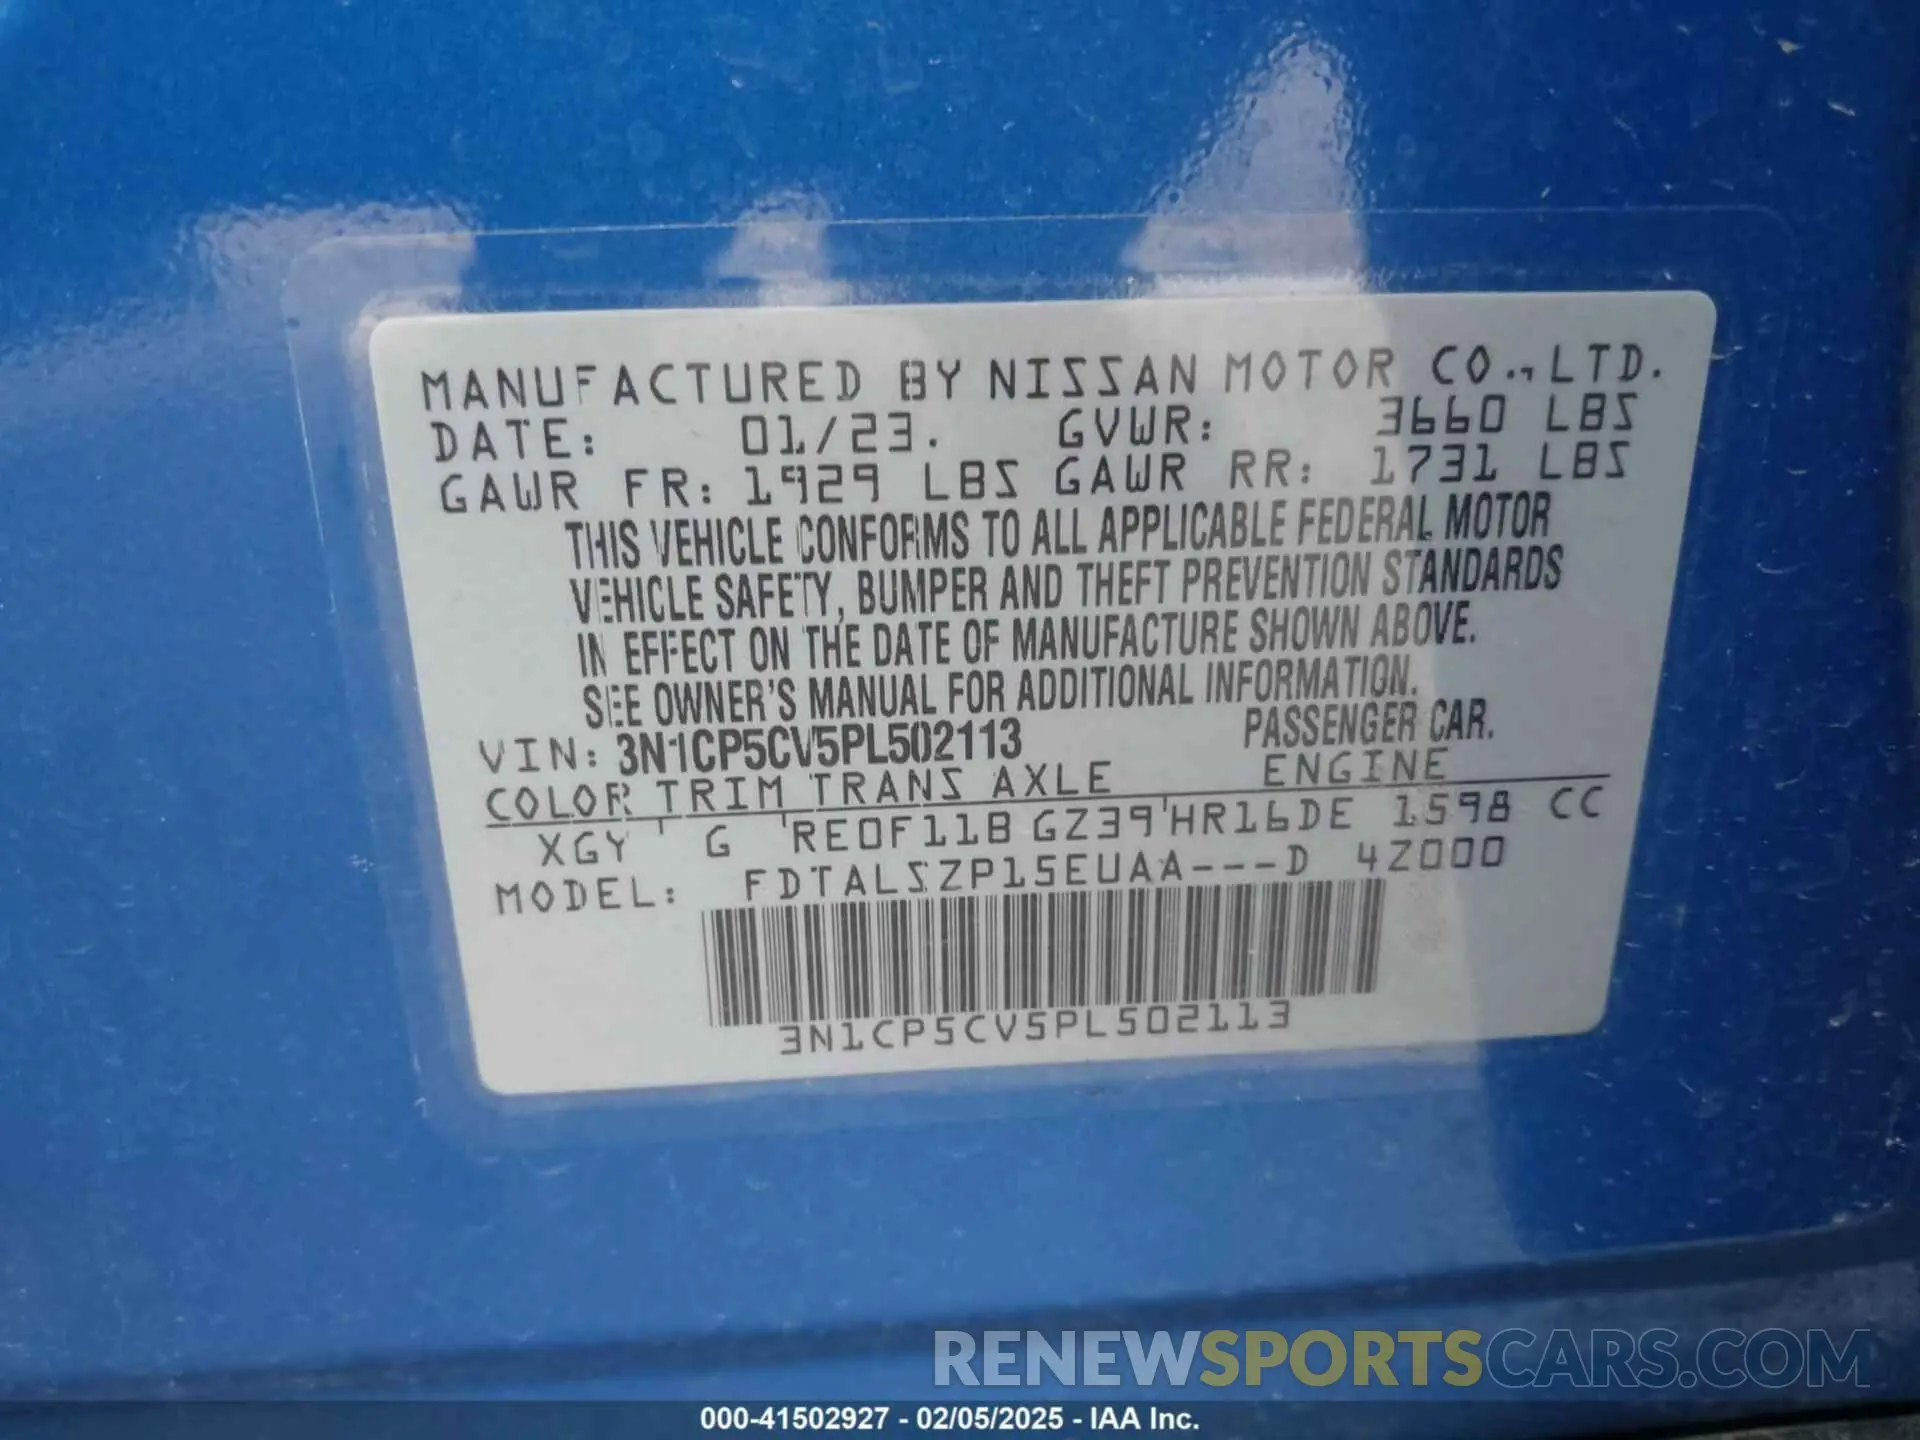 MANUFACTURED BY NISSAN MOTOR CO., LTD.
DATE: 01/23. GVWR: 3660 LBS
GAWR FR: 1929 LBS GAWR RR: 1731 LBS
THIS VEHICLE CONFORMS TO ALL APPLICABLE FEDERAL MOTOR
VEHICLE SAFETY, BUMPER AND THEFT PREVENTION STANDARDS
IN EFFECT ON THE DATE OF MANUFACTURE SHOWN ABOVE.
SEE OWNER'S MANUAL FOR ADDITIONAL INFORMATION.
VIN: 3N1CP5CV5PL502113 PASSENGER CAR.
COLOR TRIM TRANS AXLE ENGINE
XGY ' G 'RE0F11B GZ39'HR16DE 1598 CC
MODEL: FDTALSZP15EUAA---D 4Z000
3N1CP5CV5PL502113
RENEWSPORTSCARS.COM
000-41502927 - 02/05/2025 - IAA Inc.